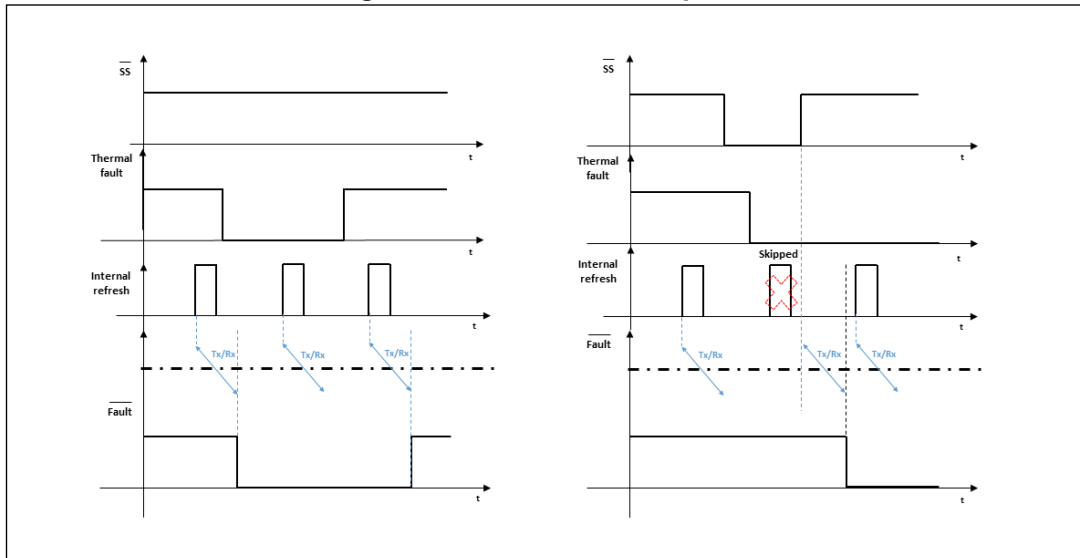 SS
t
Thermal
fault
t
Internal
refresh
t
Tx/Rx
Tx/Rx
Tx/Rx
Fault
t
SS
t
Thermal
fault
t
Skipped
Internal
refresh
t
Fault
Tx/Rx
Tx/Rx
Tx/Rx
t